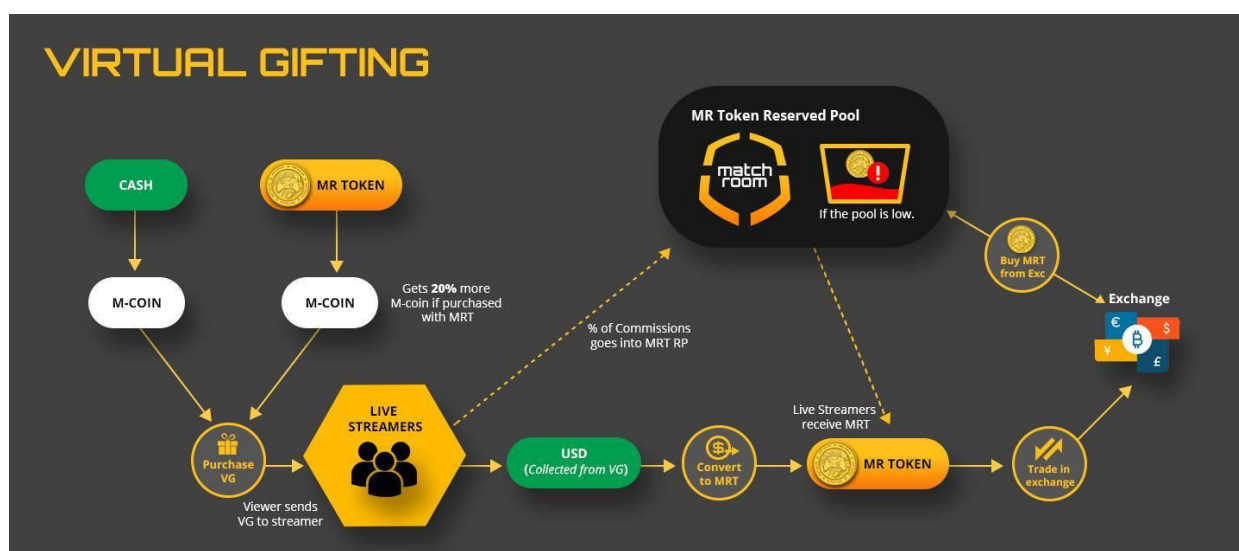 VIRTUAL GIFTING
MR Token Reserved Pool
match
room
!
If the pool is low.
CASH
MR TOKEN
M-COIN
M-COIN
Gets 20% more
M-coin if purchased
with MRT
% of Commissions
goes into MRT RP
Buy MRT
from Exc
Exchange
€
$
₿
¥
£
LIVE
STREAMERS
Purchase
VG
Viewer sends
VG to streamer
USD
(Collected from VG)
$
Convert
to MRT
Live Streamers
receive MRT
MR TOKEN
Trade in
exchange